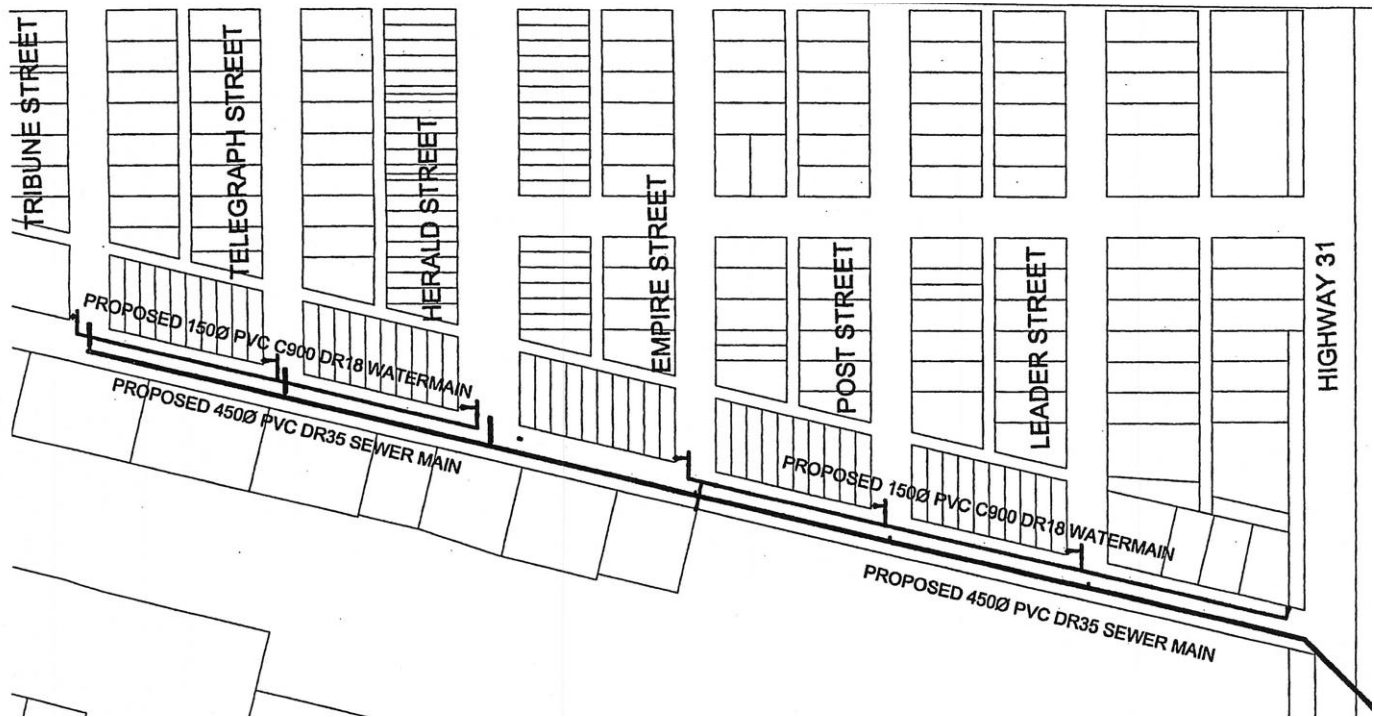 TRIBUNE STREET
TELEGRAPH STREET
HERALD STREET
EMPIRE STREET
POST STREET
LEADER STREET
HIGHWAY 31
PROPOSED 150Ø PVC C900 DR18 WATERMAIN
PROPOSED 450Ø PVC DR35 SEWER MAIN
PROPOSED 150Ø PVC C900 DR18 WATERMAIN
PROPOSED 450Ø PVC DR35 SEWER MAIN